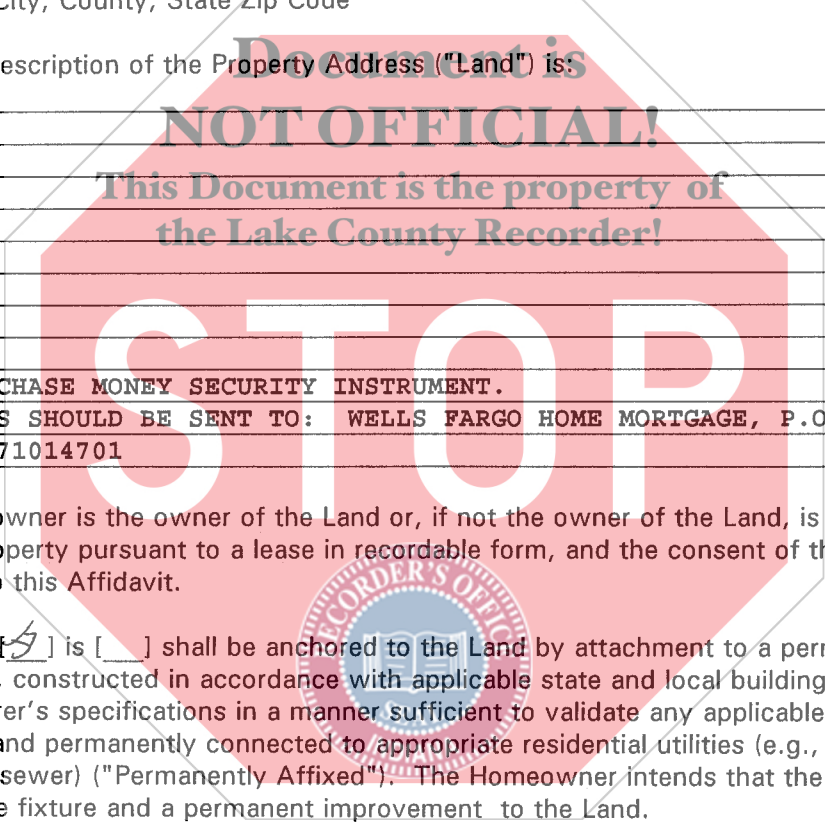 City, County, State Zip Code
escription of the Property Address ("Land") is:
Document is
NOT OFFICIAL!
This Document is the property of
the Lake County Recorder!
STOP
CHASE MONEY SECURITY INSTRUMENT.
S SHOULD BE SENT TO: WELLS FARGO HOME MORTGAGE, P.O
71014701
owner is the owner of the Land or, if not the owner of the Land, is
operty pursuant to a lease in recordable form, and the consent of th
this Affidavit.
[ ] is [ ] shall be anchored to the Land by attachment to a perm
constructed in accordance with applicable state and local building
er's specifications in a manner sufficient to validate any applicable
and permanently connected to appropriate residential utilities (e.g.,
sewer) ("Permanently Affixed"). The Homeowner intends that the
e fixture and a permanent improvement to the Land.
RECORDER'S OFFIC
SEAL
INDIANA